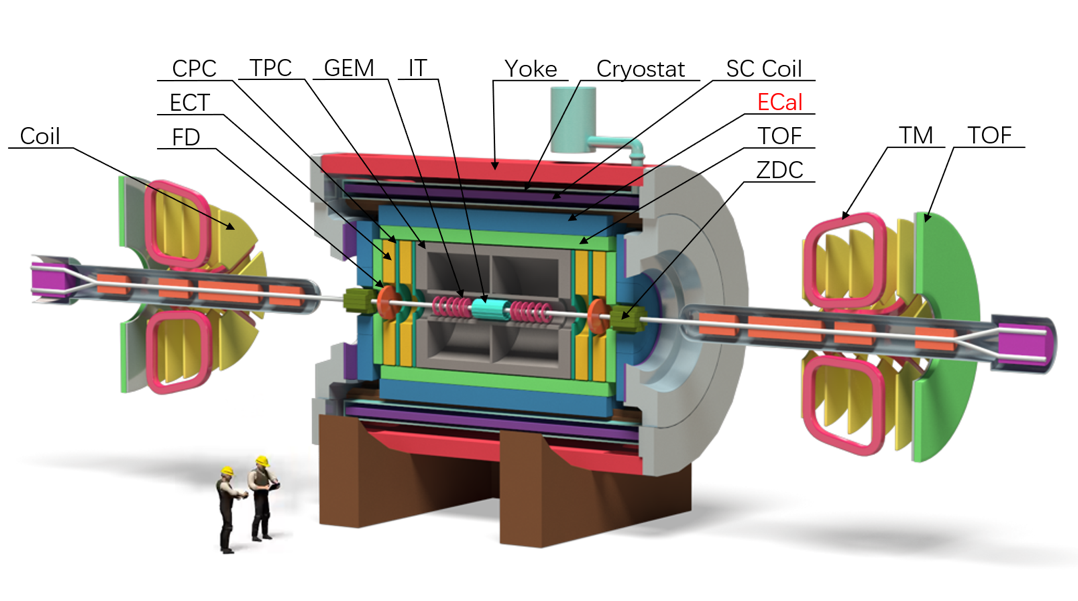 CPC TPC GEM IT Yoke Cryostat SC Coil
ECT ECal
Coil FD TOF TM TOF
ZDC